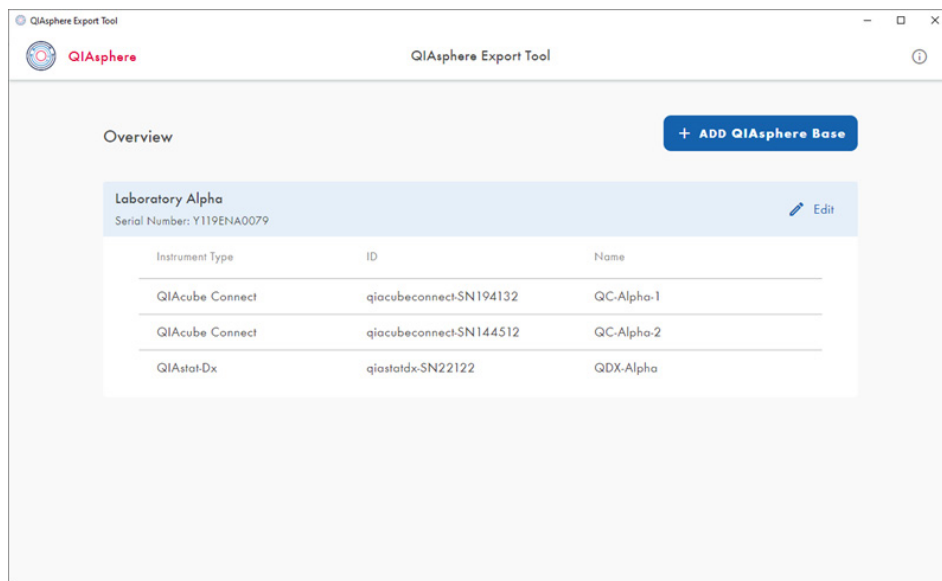 QIAsphere Export Tool
QIAsphere
QIAsphere Export Tool
Overview
+ ADD QIAsphere Base
Laboratory Alpha
Serial Number: Y119ENA0079
Edit
Instrument Type ID Name
QIAcube Connect qiacubeconnect-SN194132 QC-Alpha-1
QIAcube Connect qiacubeconnect-SN144512 QC-Alpha-2
QIAstat-Dx qiastatdx-SN22122 QDX-Alpha